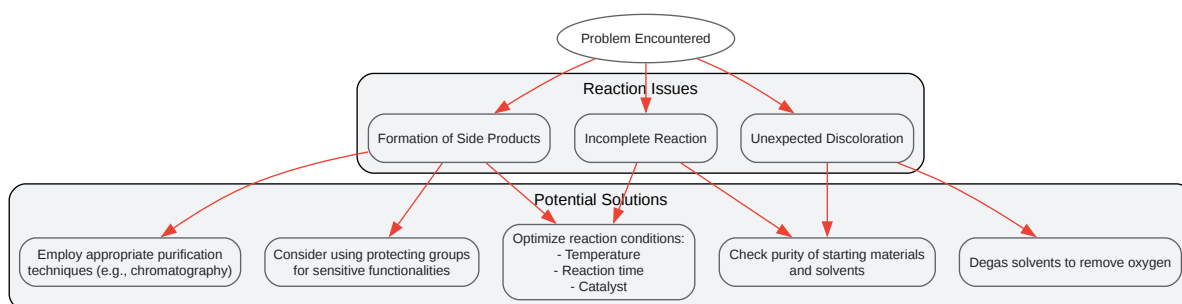 Problem Encountered
Reaction Issues
Formation of Side Products
Incomplete Reaction
Unexpected Discoloration
Potential Solutions
Employ appropriate purification
techniques (e.g., chromatography)
Consider using protecting groups
for sensitive functionalities
Optimize reaction conditions:
- Temperature
- Reaction time
- Catalyst
Check purity of starting materials
and solvents
Degas solvents to remove oxygen